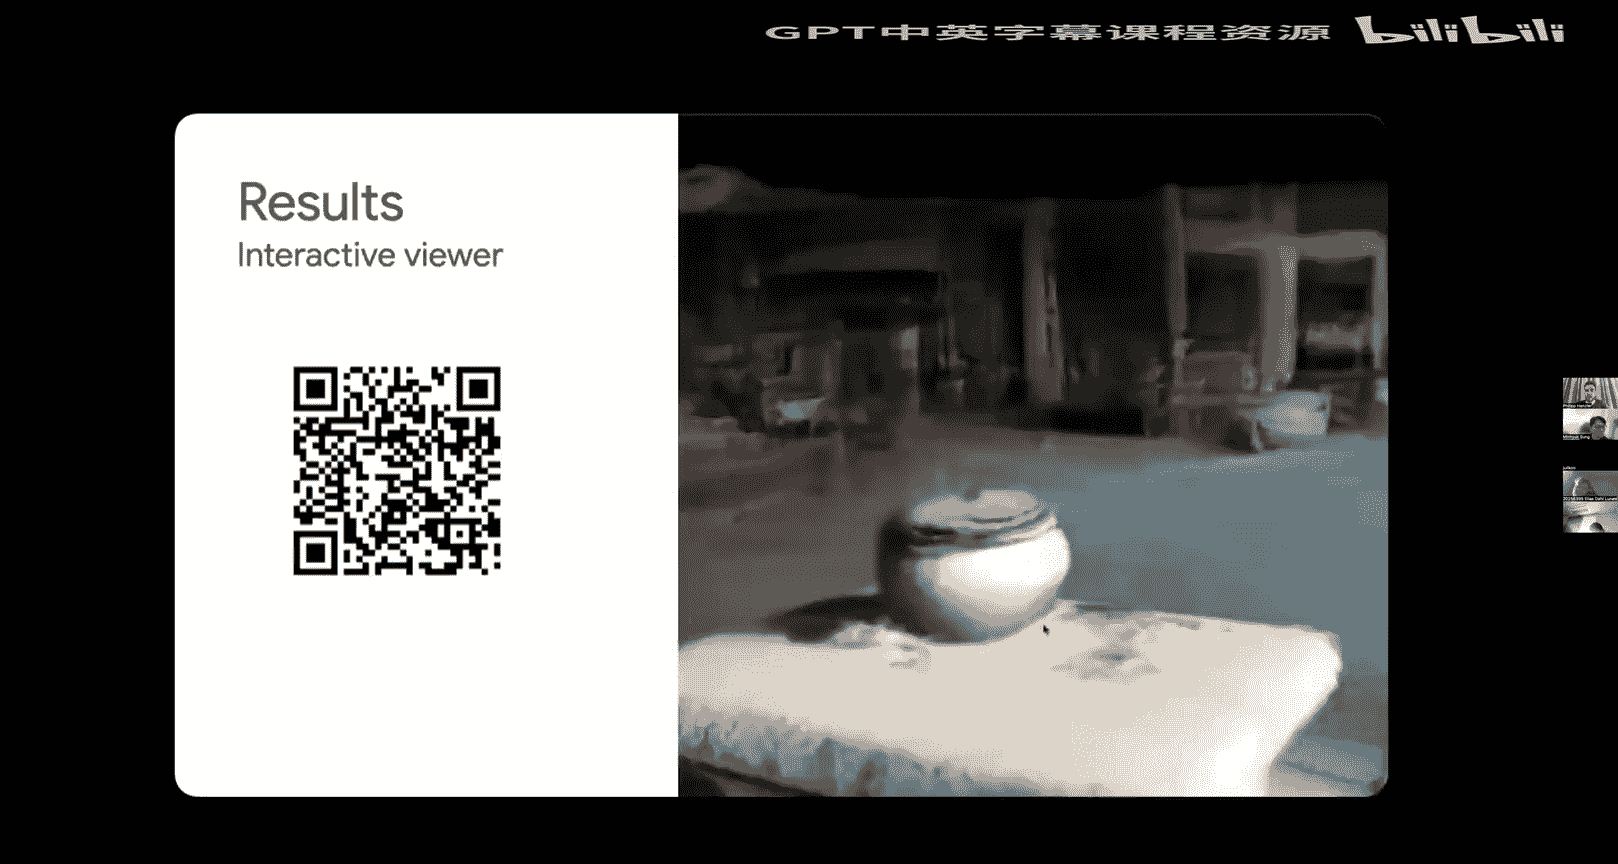 GPT中英字幕课程资源 bilibili
Results
Interactive viewer